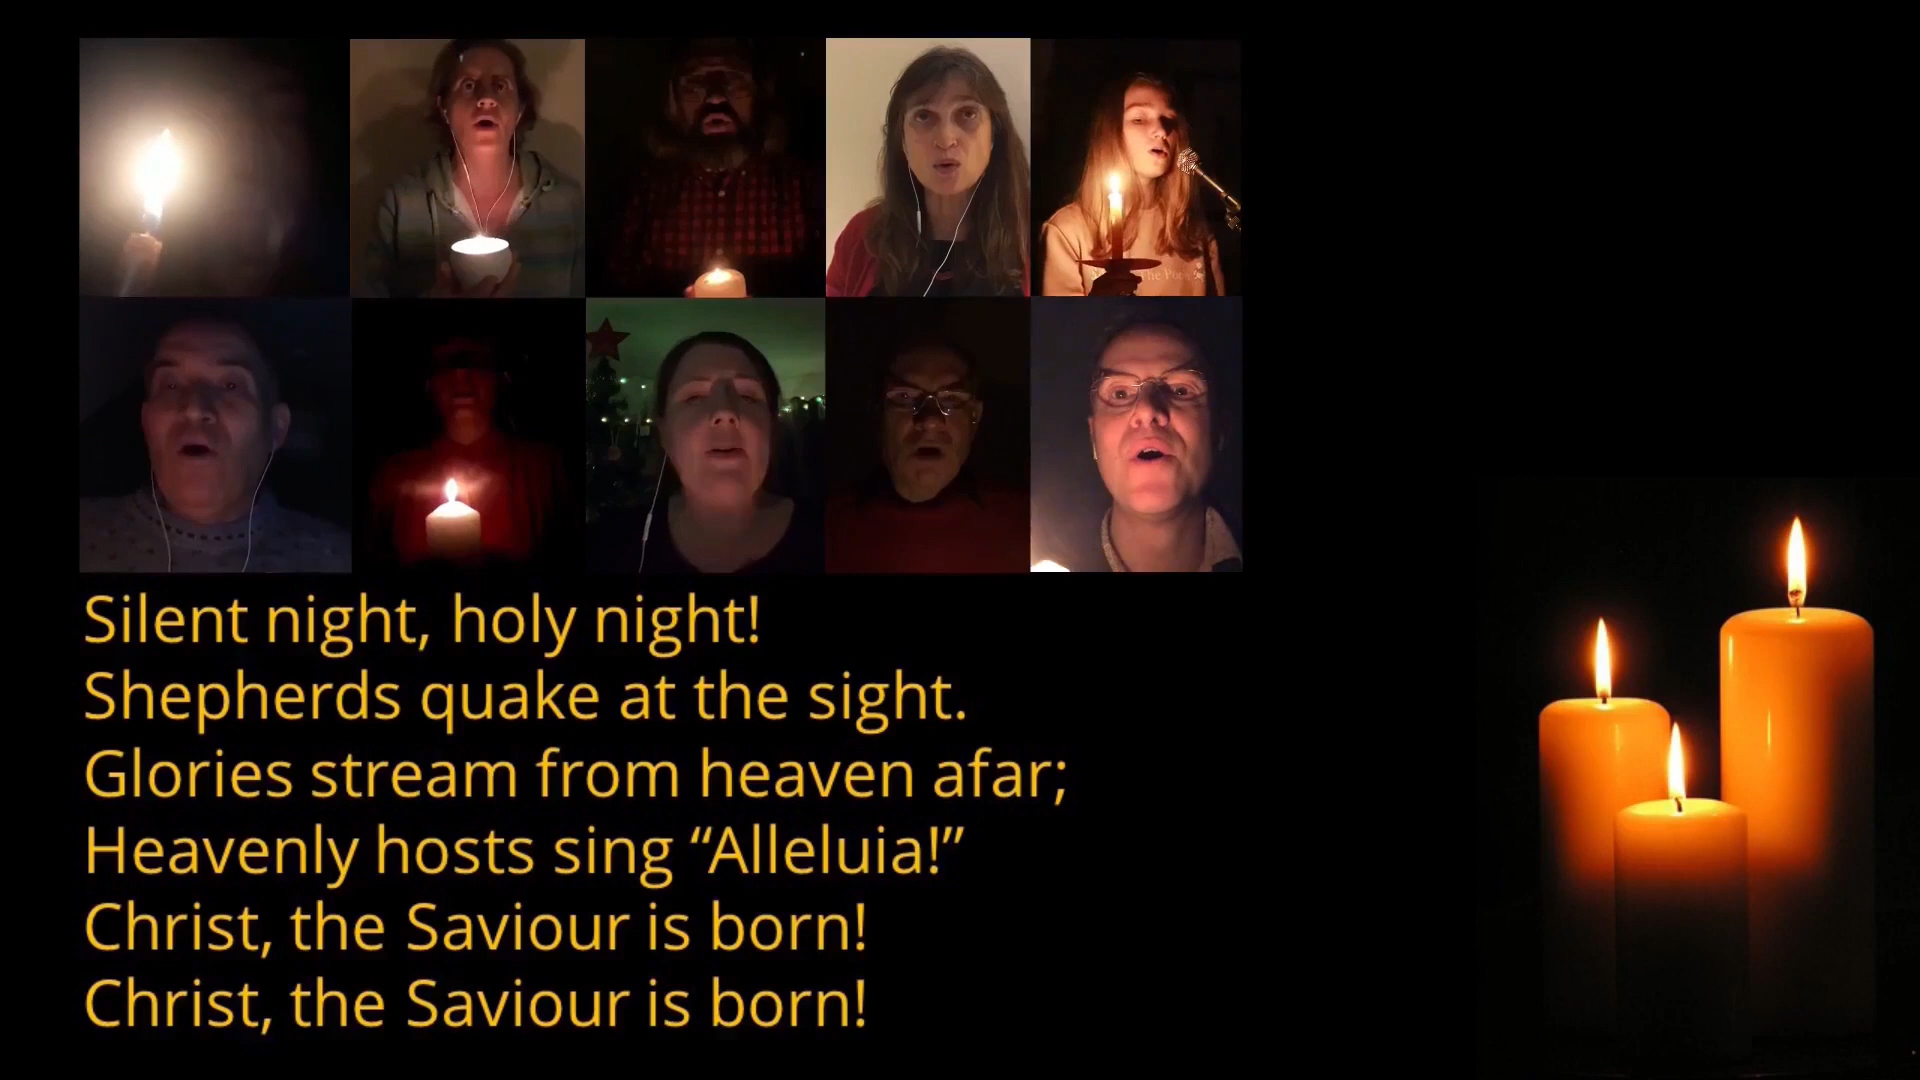 Silent night, holy night!
Shepherds quake at the sight.
Glories stream from heaven afar;
Heavenly hosts sing “Alleluia!”
Christ, the Saviour is born!
Christ, the Saviour is born!